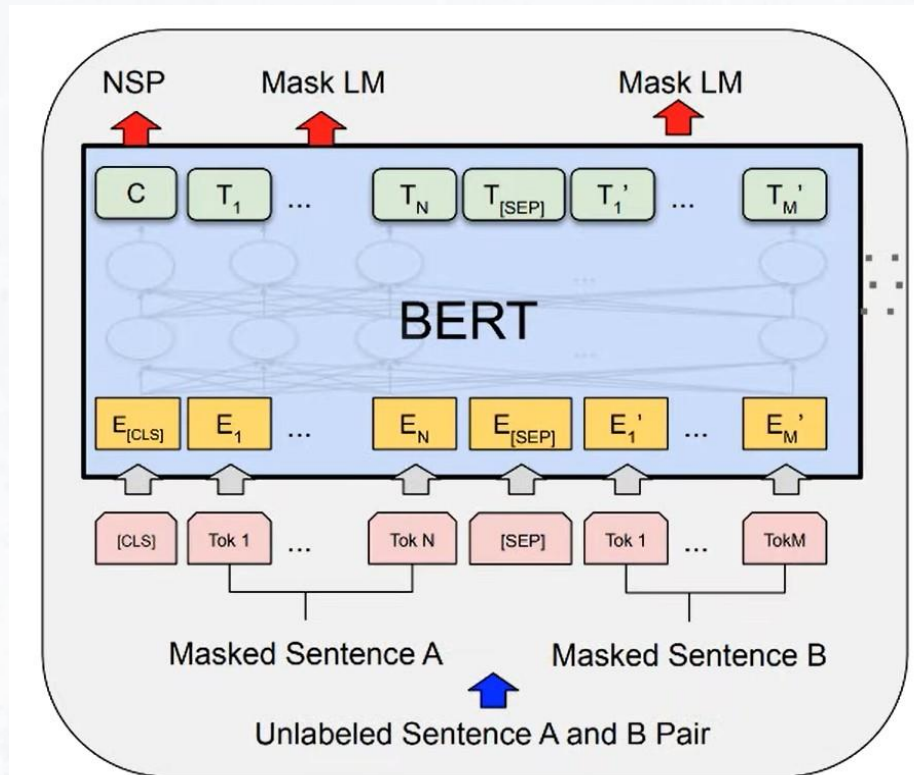 NSP Mask LM Mask LM
C T1 ... TN T[SEP] T1' ... TM'
...
BERT
...
E[CLS] E1 ... EN E[SEP] E1' ... EM'
[CLS] Tok 1 ... Tok N [SEP] Tok 1 ... TokM
Masked Sentence A Masked Sentence B
Unlabeled Sentence A and B Pair